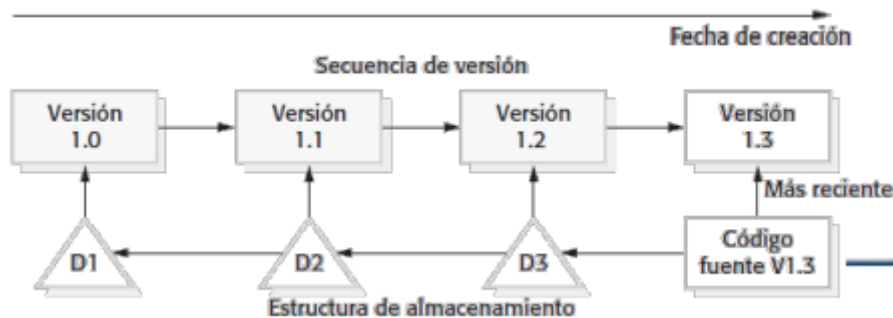 Fecha de creación
Secuencia de versión
Versión
1.0
Versión
1.1
Versión
1.2
Versión
1.3
Más reciente
D1
D2
D3
Código
fuente V1.3
Estructura de almacenamiento